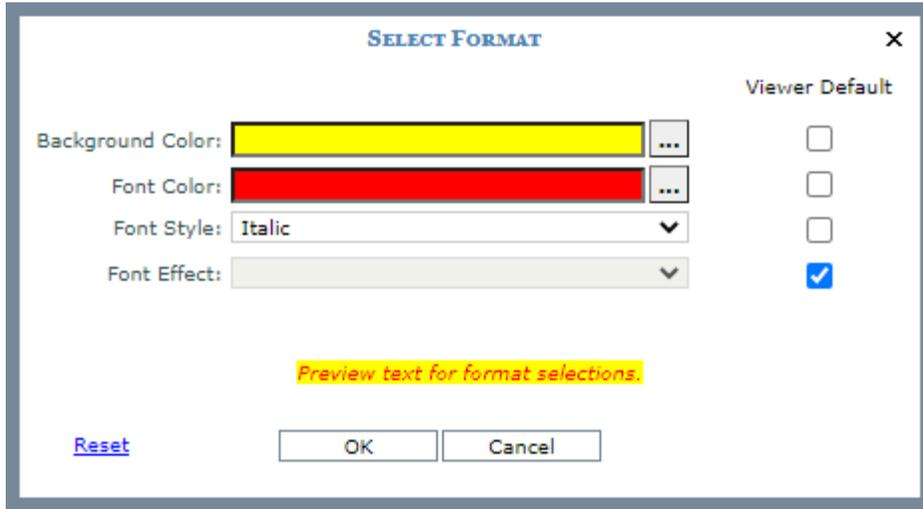 SELECT FORMAT
Viewer Default
Background Color: ...
Font Color: ...
Font Style: Italic
Font Effect:
Preview text for format selections.
Reset OK Cancel